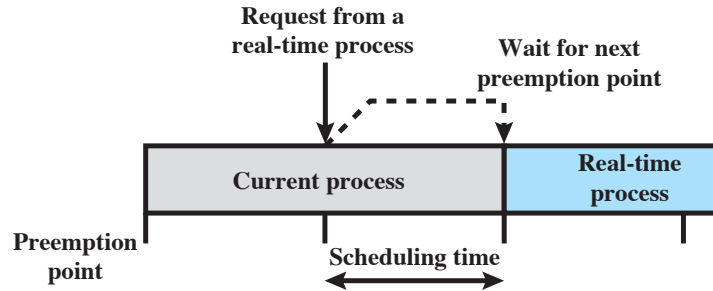 Request from a
real-time process
Wait for next
preemption point
Current process
Real-time
process
Preemption
point
Scheduling time